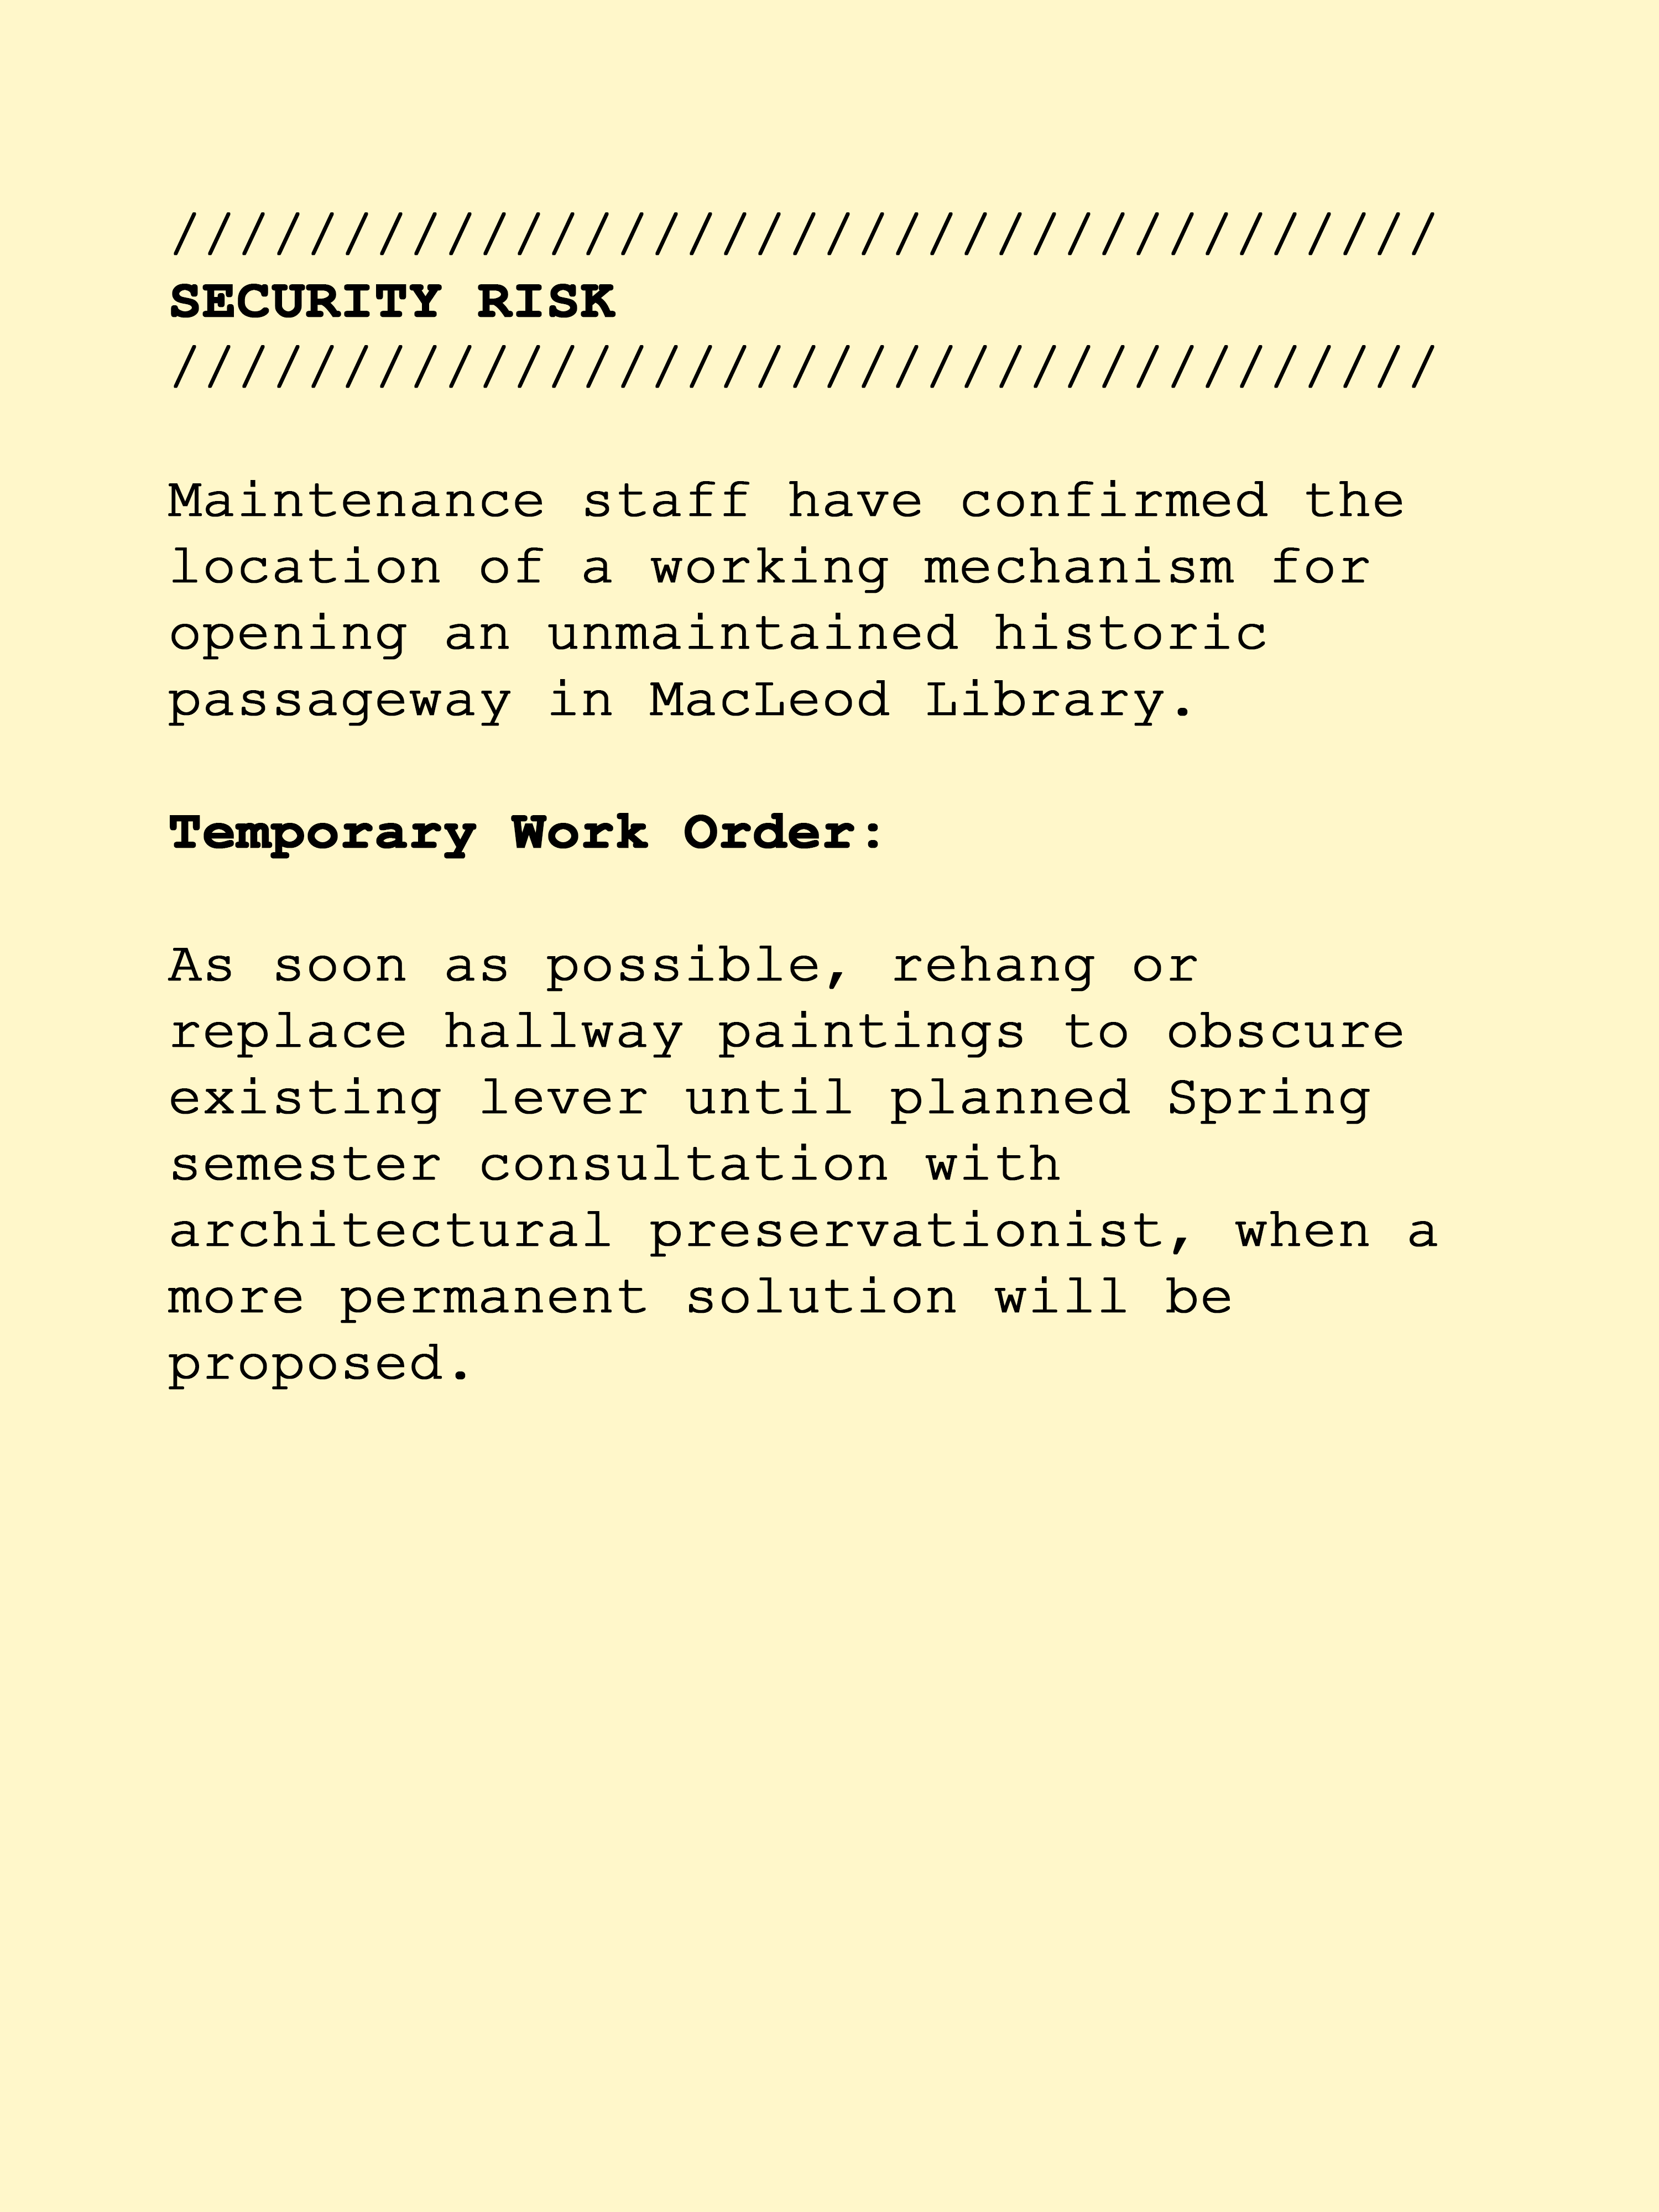 /////////////////////////////////////
SECURITY RISK
/////////////////////////////////////
Maintenance staff have confirmed the
location of a working mechanism for
opening an unmaintained historic
passageway in MacLeod Library.
Temporary Work Order:
As soon as possible, rehang or
replace hallway paintings to obscure
existing lever until planned Spring
semester consultation with
architectural preservationist, when a
more permanent solution will be
proposed.